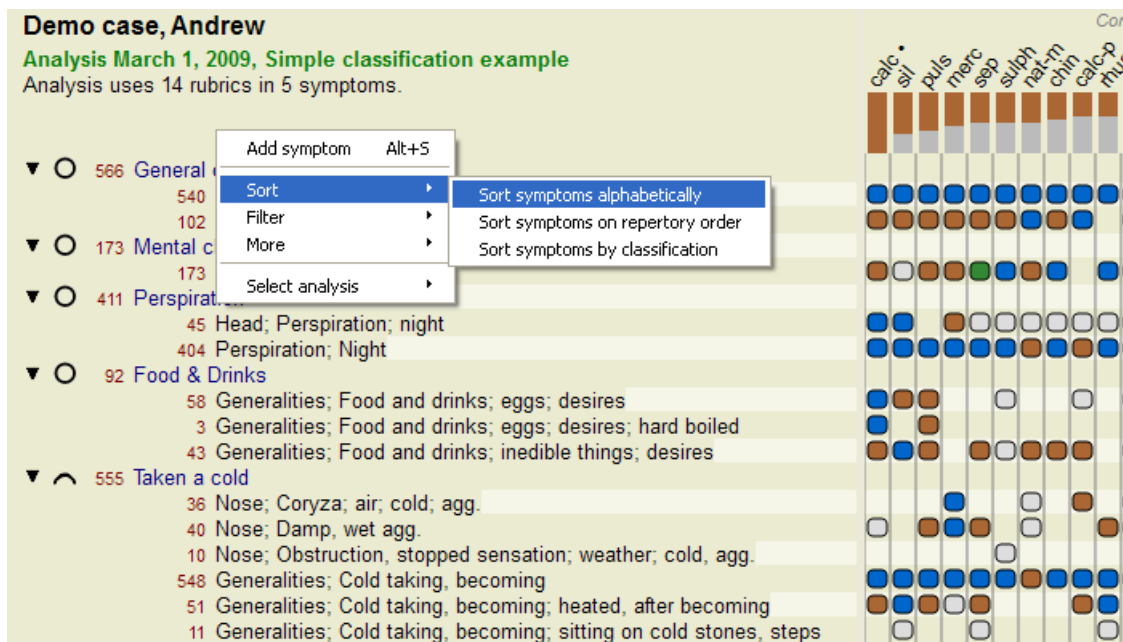 Demo case, Andrew
Analysis March 1, 2009, Simple classification example
Analysis uses 14 rubrics in 5 symptoms.
calc sil puls merc sep sulph nat-m chin calc-p
Add symptom Alt+S
566 General
Sort
Sort symptoms alphabetically
540
Filter
Sort symptoms on repertory order
102
More
Sort symptoms by classification
173 Mental
173
Select analysis
411
45 Head; Perspiration; night
404 Perspiration; Night
92 Food & Drinks
58 Generalities; Food and drinks; eggs; desires
3 Generalities; Food and drinks; eggs; desires; hard boiled
43 Generalities; Food and drinks; inedible things; desires
555 Taken a cold
36 Nose; Coryza; air; cold; agg.
40 Nose; Damp, wet agg.
10 Nose; Obstruction, stopped sensation; weather; cold, agg.
548 Generalities; Cold taking, becoming
51 Generalities; Cold taking, becoming; heated, after becoming
11 Generalities; Cold taking, becoming; sitting on cold stones, steps